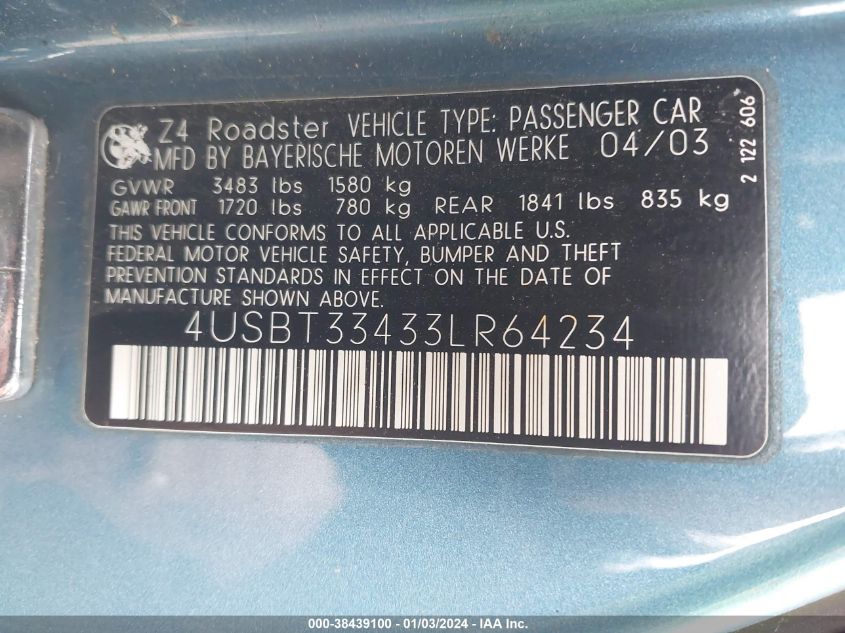 Z4 Roadster VEHICLE TYPE: PASSENGER CAR
MFD BY BAYERISCHE MOTOREN WERKE 04/03
GVWR 3483 lbs 1580 kg
GAWR FRONT 1720 lbs 780 kg REAR 1841 lbs 835 kg
THIS VEHICLE CONFORMS TO ALL APPLICABLE U.S.
FEDERAL MOTOR VEHICLE SAFETY, BUMPER AND THEFT
PREVENTION STANDARDS IN EFFECT ON THE DATE OF
MANUFACTURE SHOWN ABOVE.
4USBT33433LR64234
2 122 606
000-38439100 - 01/03/2024 - IAA Inc.